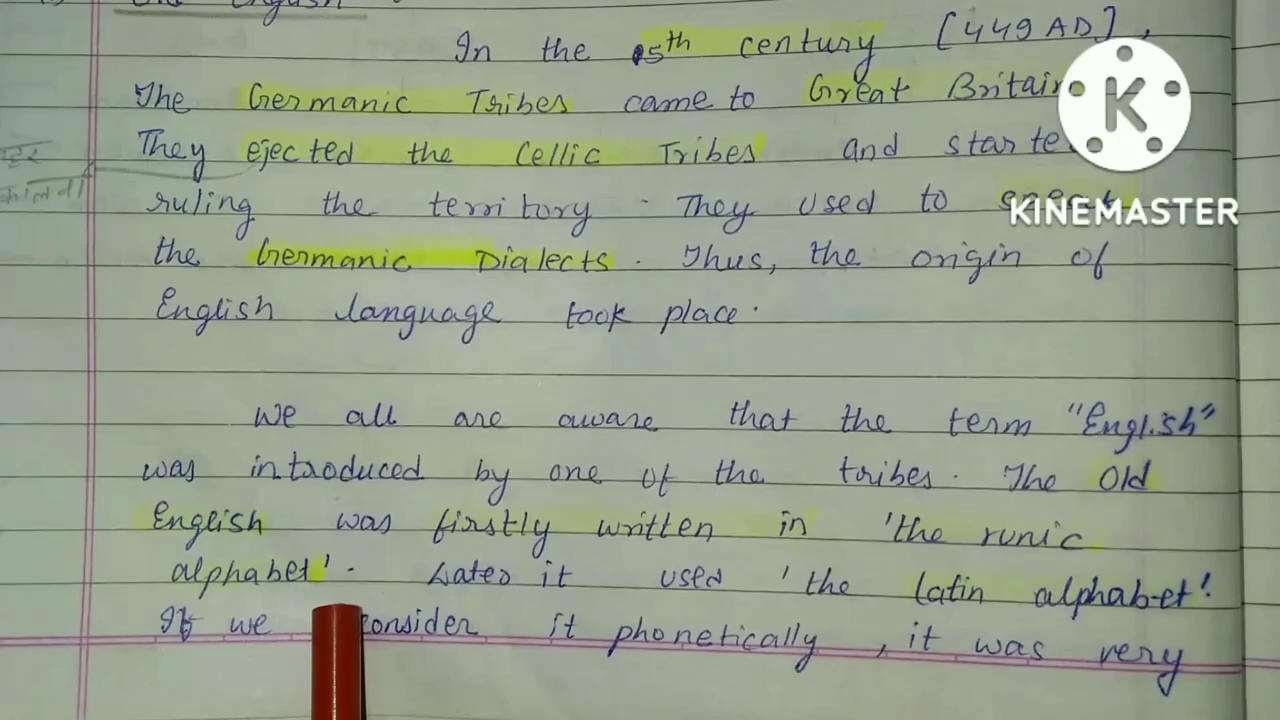 English
In the 5th century [449 AD],
The Germanic Tribes came to Great Britain
They ejected the Celtic Tribes and starte
ruling the territory. They used to speak
the Germanic Dialects. Thus, the origin of
English language took place.
We all are aware that the term "English"
was introduced by one of the tribes. The Old
English was firstly written in 'the runic
alphabet'. Later it used 'the Latin alphabet'.
If we consider it phonetically, it was very
K
KINEMASTER